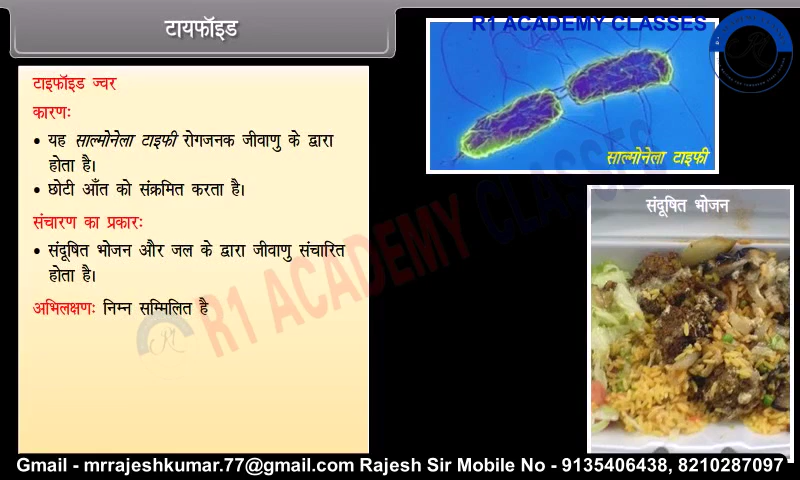 टायफॉइड
R1 ACADEMY CLASSES
टाइफॉइड ज्वर
कारणः
• यह साल्मोनेला टाइफी रोगजनक जीवाणु के द्वारा
होता है।
• छोटी आँत को संक्रमित करता है।
संचारण का प्रकारः
• संदूषित भोजन और जल के द्वारा जीवाणु संचारित
होता है।
अभिलक्षणः निम्न सम्मिलित है
साल्मोनेला टाइफी
संदूषित भोजन
R1 ACADEMY CLASSES
Gmail - mrrajeshkumar.77@gmail.com Rajesh Sir Mobile No - 9135406438, 8210287097